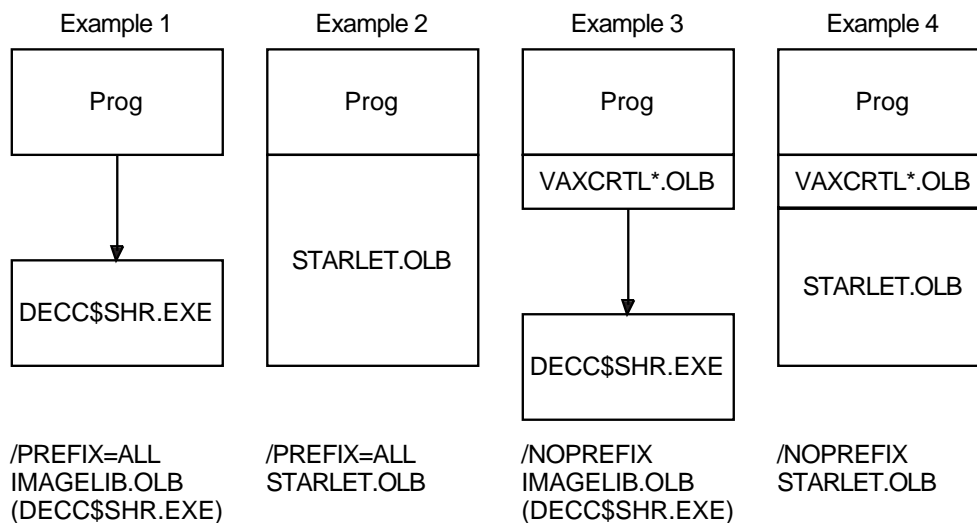 Example 1
Example 2
Example 3
Example 4
Prog
Prog
Prog
Prog
VAXCRTL*.OLB
VAXCRTL*.OLB
STARLET.OLB
STARLET.OLB
DECC$SHR.EXE
DECC$SHR.EXE
/PREFIX=ALL
IMAGELIB.OLB
(DECC$SHR.EXE)
/PREFIX=ALL
STARLET.OLB
/NOPREFIX
IMAGELIB.OLB
(DECC$SHR.EXE)
/NOPREFIX
STARLET.OLB